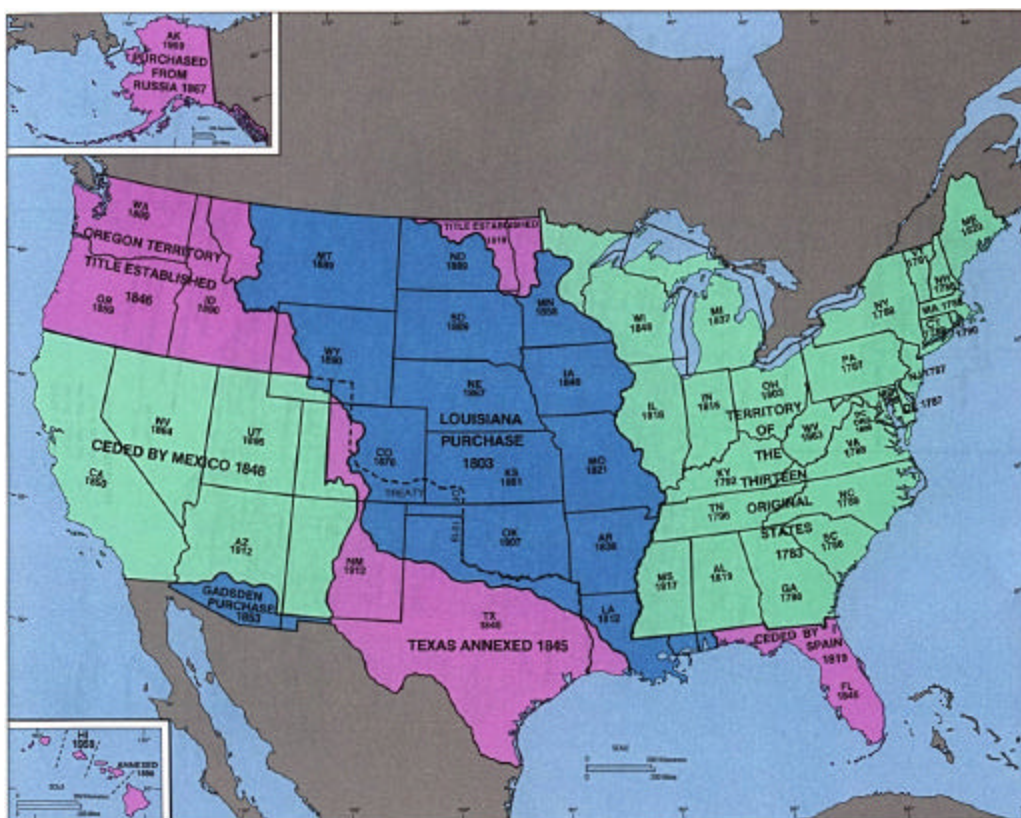 AK
1959
PURCHASED
FROM
RUSSIA 1867
WA
1889
OREGON TERRITORY
TITLE ESTABLISHED
1846
OR
1859
ID
1890
MT
1889
ND
1889
TITLE ESTABLISHED
MN
1858
SD
1889
WY
1890
NE
1867
IA
1846
WI
1848
MI
1837
LOUISIANA
PURCHASE
1803
CO
1876
KS
1861
MO
1821
TREATY
OK
1907
AR
1836
LA
1812
NV
1864
UT
1896
CEDED BY MEXICO 1848
CA
1850
AZ
1912
NM
1912
GADSDEN
PURCHASE
1853
TX
1845
TEXAS ANNEXED 1845
IL
1818
IN
1816
OH
1803
TERRITORY
OF
THE
THIRTEEN
ORIGINAL
STATES
1783
KY
1792
TN
1796
WV
1863
VA
1788
NC
1789
SC
1788
GA
1788
MS
1817
AL
1819
PA
1787
NY
1788
ME
1820
1791
NH
1788
MA 1788
CT
1788
1790
NJ 1787
DE 1787
CEDED BY
SPAIN
1819
FL
1845
HI
1959
ANNEXED
1898
SCALE